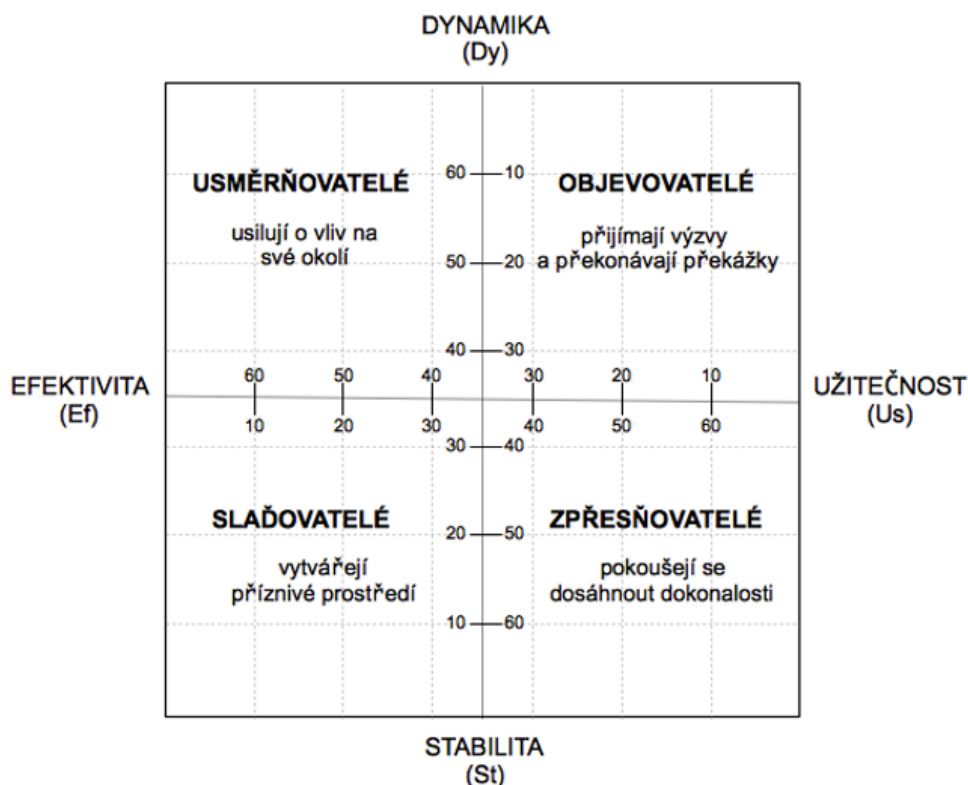 DYNAMIKA
(Dy)
60 10
USMĚRŇOVATELÉ
OBJEVOVATELÉ
usilují o vliv na
své okolí
přijímají výzvy
a překonávají překážky
50 20
40 30
60 50 40 30 20 10
EFEKTIVITA
(Ef)
UŽITEČNOST
(Us)
10 20 30 40 50 60
30 40
SLAĎOVATELÉ
ZPŘESŇOVATELÉ
20 50
vytvářejí
příznivé prostředí
pokoušejí se
dosáhnout dokonalosti
10 60
STABILITA
(St)